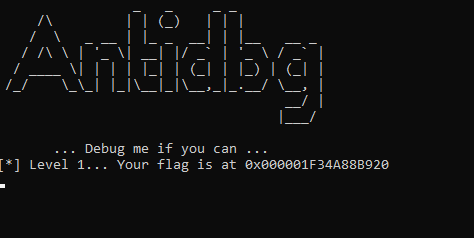 Antidbg
... Debug me if you can ...
[*] Level 1... Your flag is at 0x000001F34A88B920